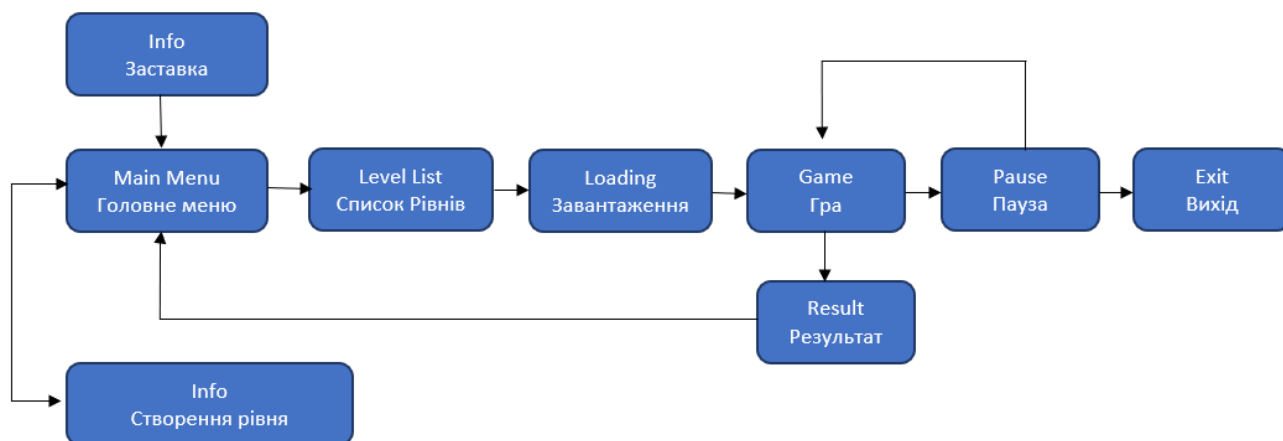 Info
Заставка
Main Menu
Головне меню
Level List
Список Рівнів
Loading
Завантаження
Game
Гра
Pause
Пауза
Exit
Вихід
Result
Результат
Info
Створення рівня